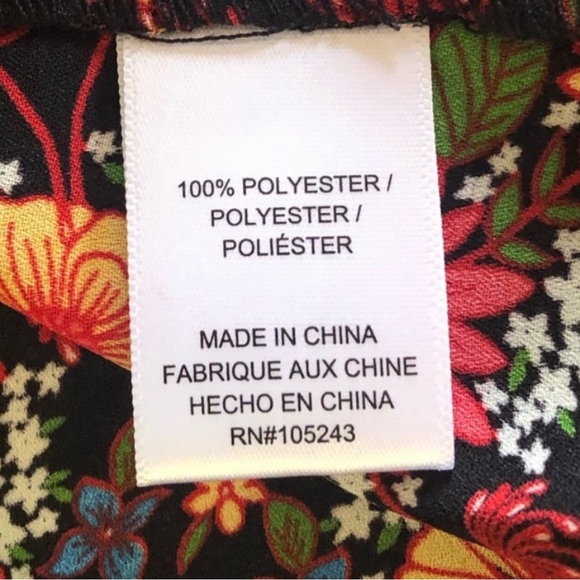 100% POLYESTER /
POLYESTER /
POLIÉSTER
MADE IN CHINA
FABRIQUE AUX CHINE
HECHO EN CHINA
RN#105243